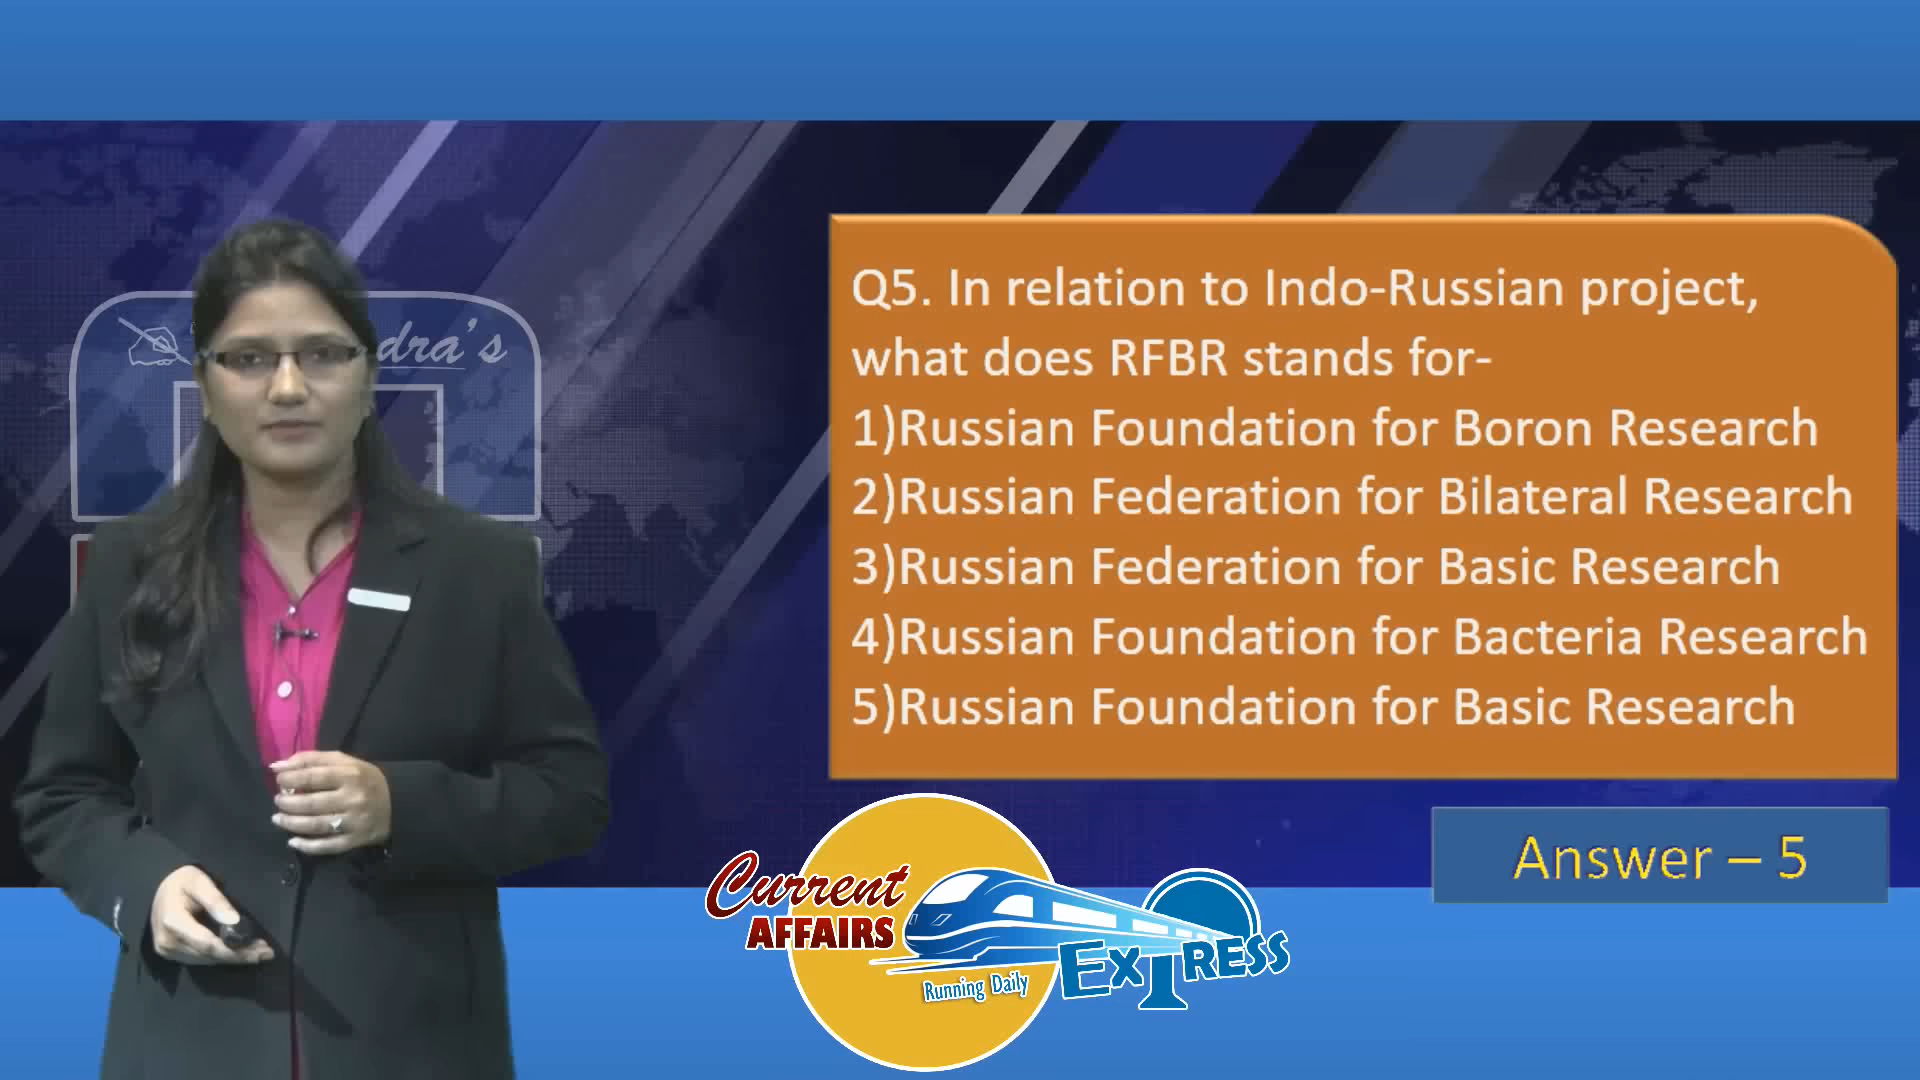 dra's
Q5. In relation to Indo-Russian project,
what does RFBR stands for-
1)Russian Foundation for Boron Research
2)Russian Federation for Bilateral Research
3)Russian Federation for Basic Research
4)Russian Foundation for Bacteria Research
5)Russian Foundation for Basic Research
Answer – 5
Current
AFFAIRS
EXPRESS
Running Daily